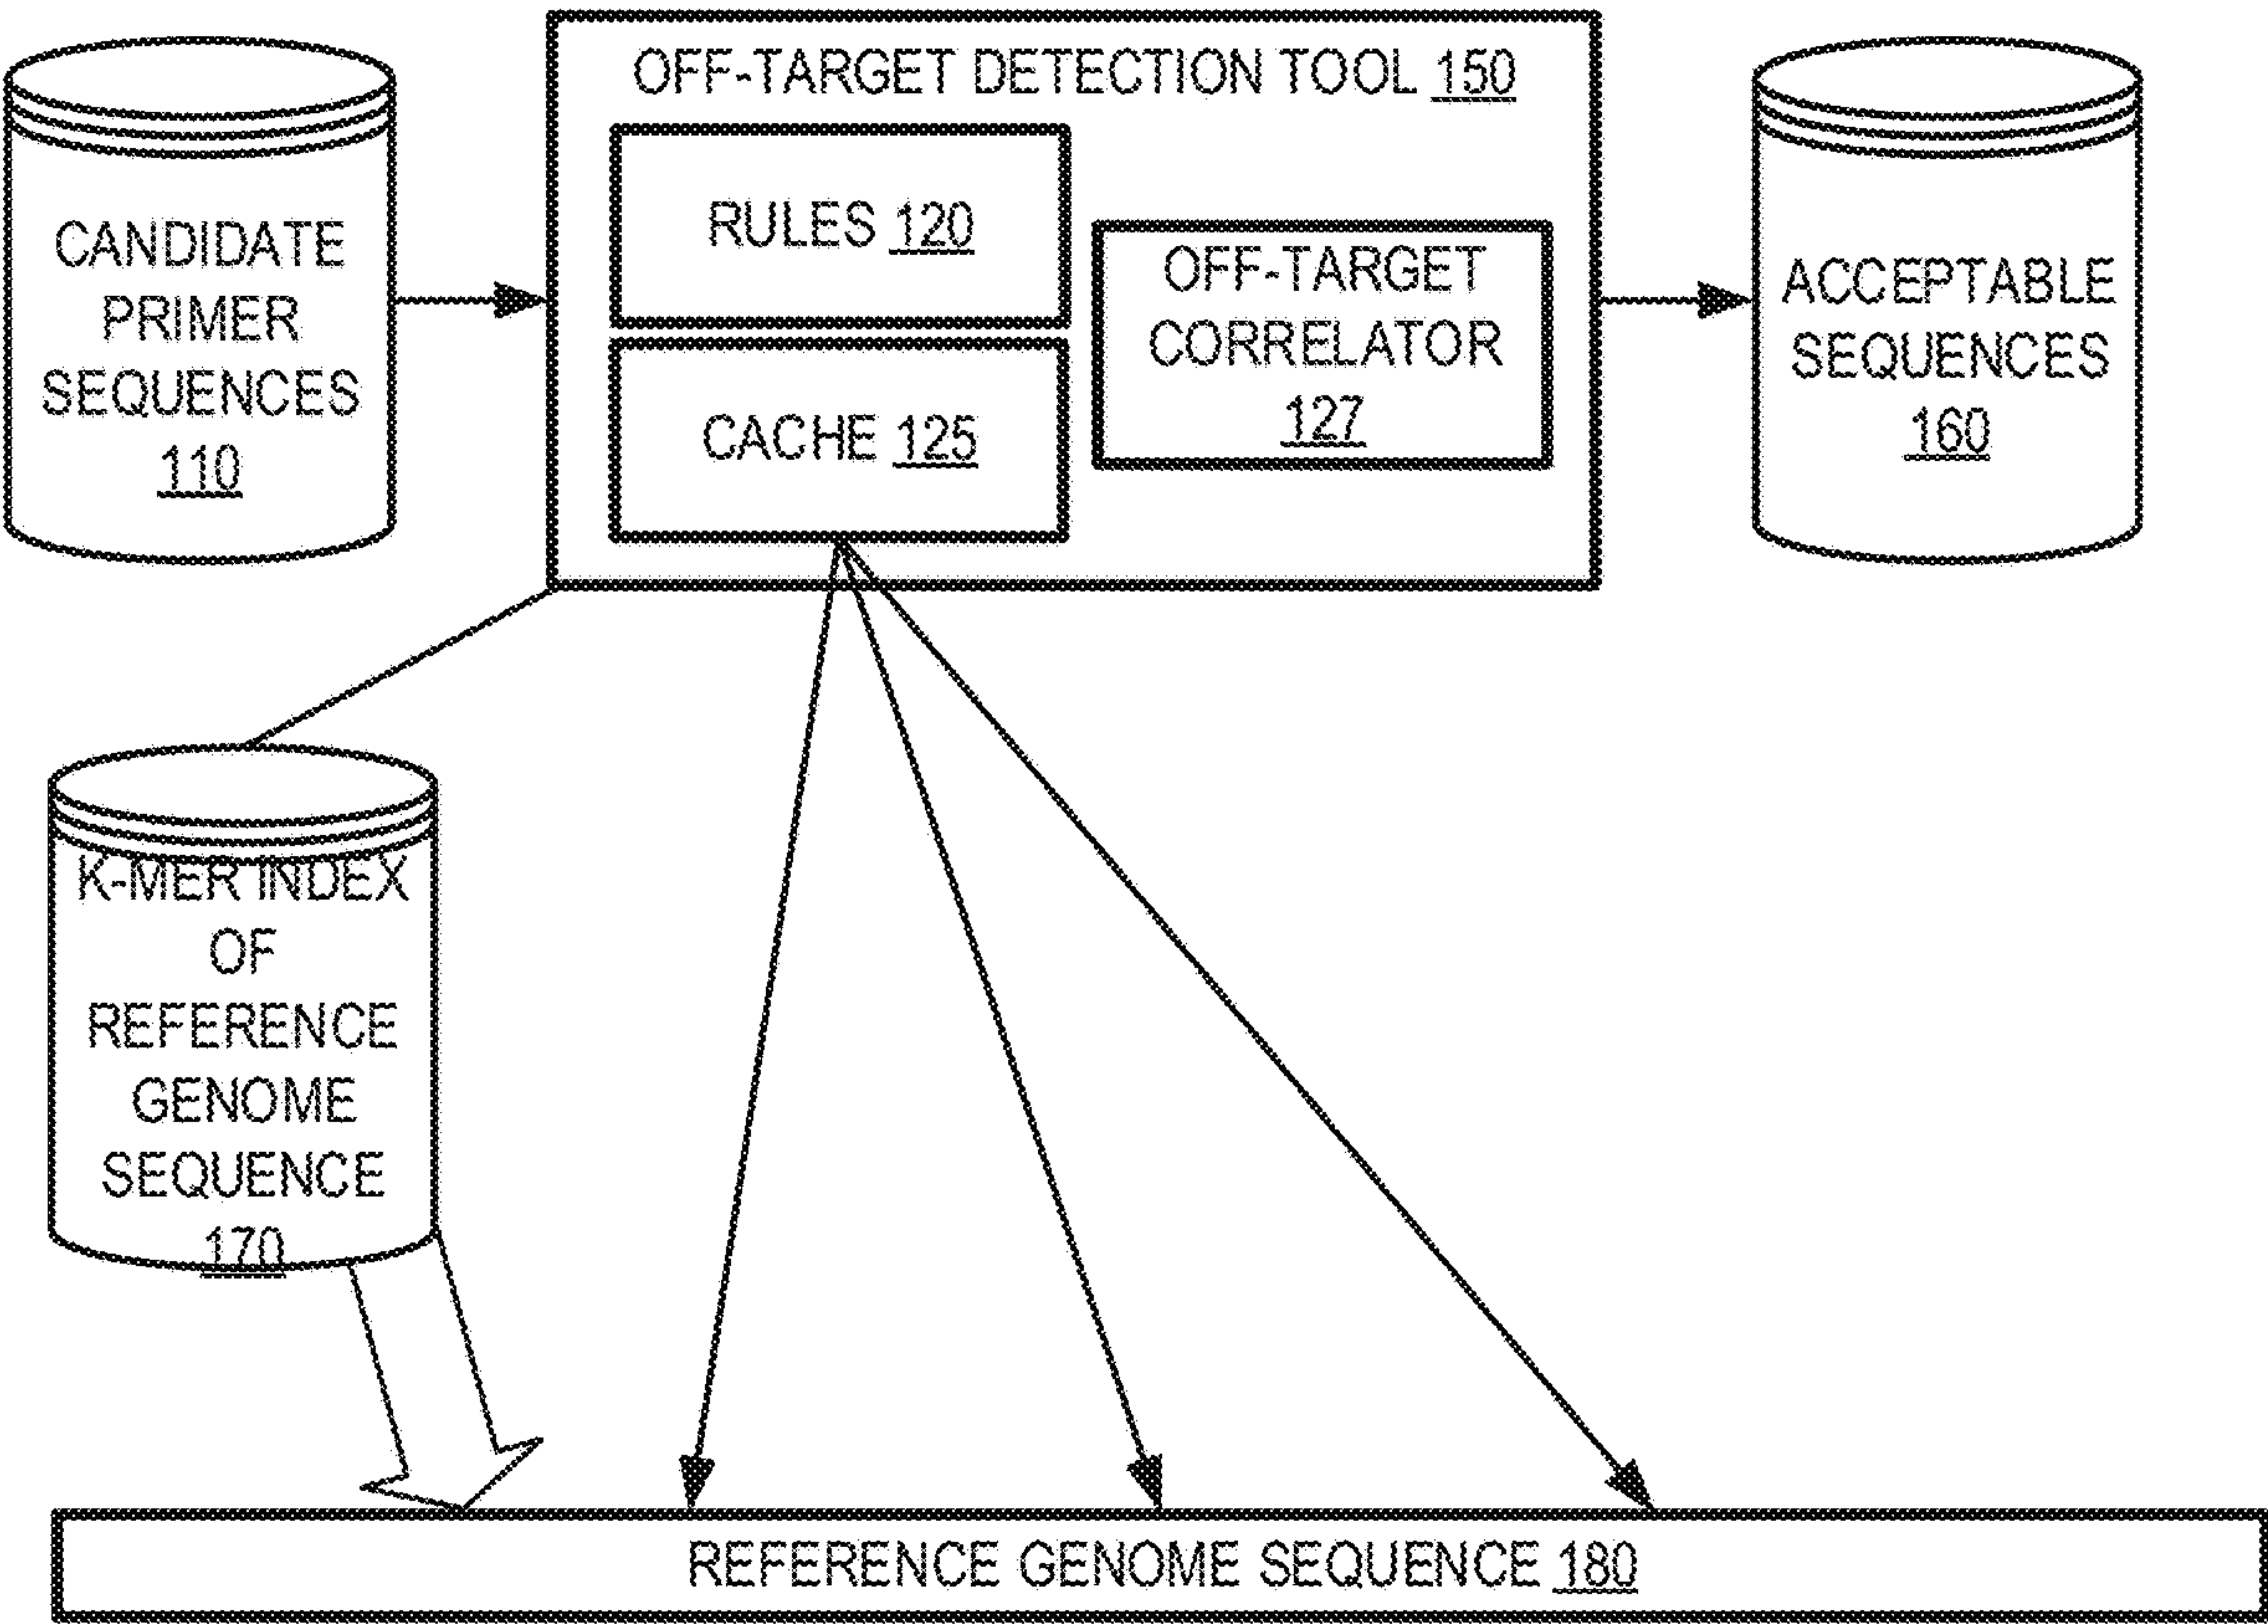 OFF-TARGET DETECTION TOOL 150
CANDIDATE
PRIMER
SEQUENCES
110
RULES 120
CACHE 125
OFF-TARGET
CORRELATOR
127
ACCEPTABLE
SEQUENCES
160
K-MER INDEX
OF
REFERENCE
GENOME
SEQUENCE
170
REFERENCE GENOME SEQUENCE 180